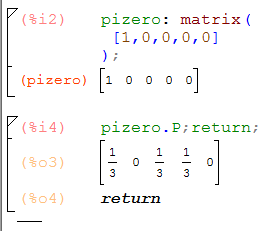 (%i2) pizero: matrix(
[1,0,0,0,0]
);
(pizero) [1 0 0 0 0]
(%i4) pizero.P;return;
(%o3) [1/3 0 1/3 1/3 0]
(%o4) return